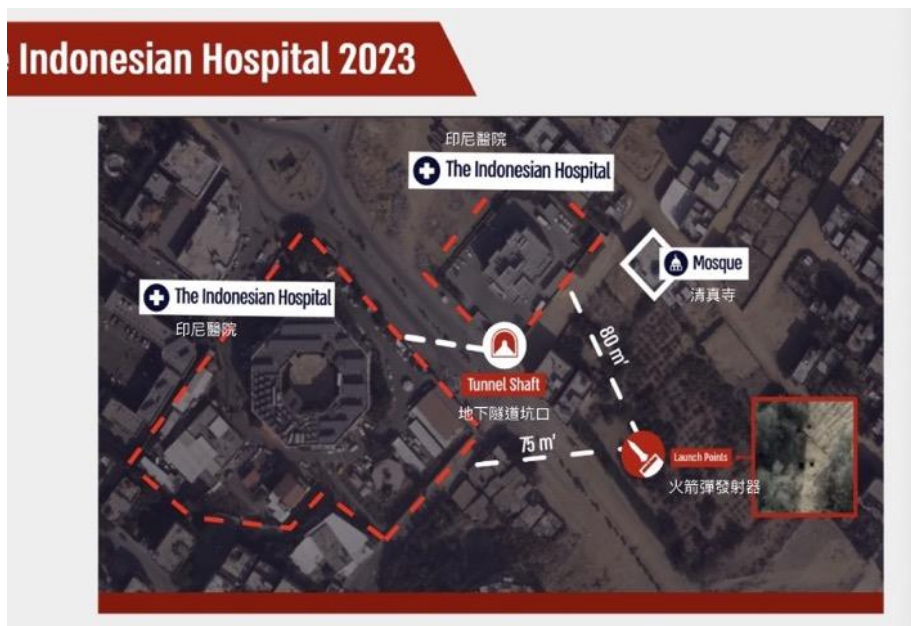 Indonesian Hospital 2023
印尼醫院
The Indonesian Hospital
Mosque
清真寺
The Indonesian Hospital
印尼醫院
80 m'
Tunnel Shaft
地下隧道坑口
75 m'
Launch Points
火箭彈發射器